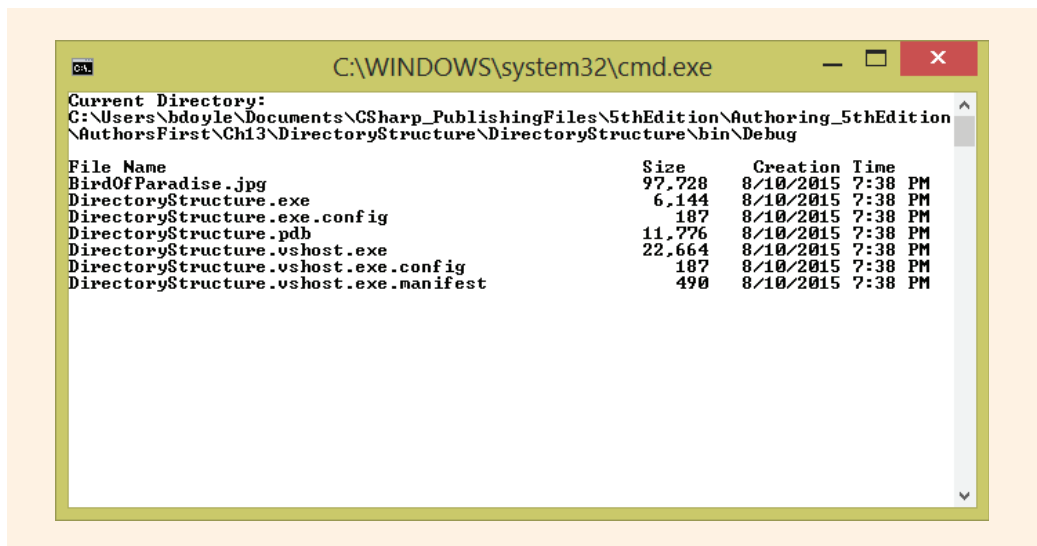 C:\WINDOWS\system32\cmd.exe
Current Directory:
C:\Users\bdoyle\Documents\CSharp_PublishingFiles\5thEdition\Authoring_5thEdition
\AuthorsFirst\Ch13\DirectoryStructure\DirectoryStructure\bin\Debug
File Name Size Creation Time
BirdOfParadise.jpg 97,728 8/10/2015 7:38 PM
DirectoryStructure.exe 6,144 8/10/2015 7:38 PM
DirectoryStructure.exe.config 187 8/10/2015 7:38 PM
DirectoryStructure.pdb 11,776 8/10/2015 7:38 PM
DirectoryStructure.vshost.exe 22,664 8/10/2015 7:38 PM
DirectoryStructure.vshost.exe.config 187 8/10/2015 7:38 PM
DirectoryStructure.vshost.exe.manifest 490 8/10/2015 7:38 PM